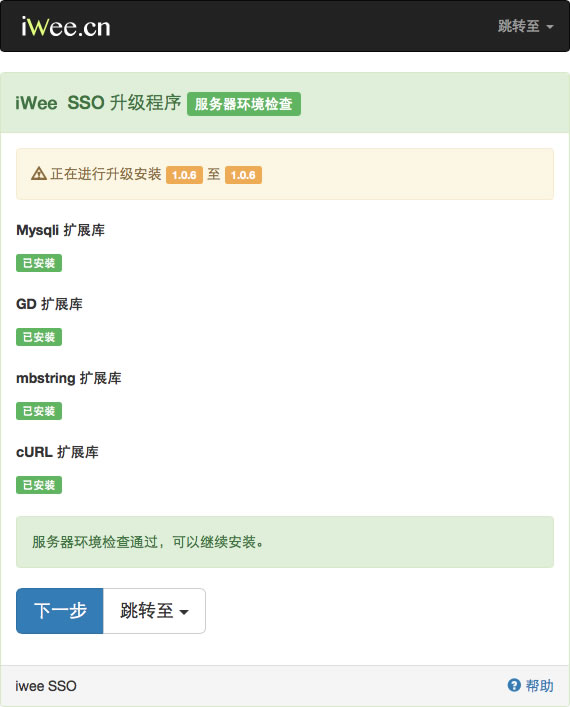 iWee.cn
跳转至
iWee SSO 升级程序 服务器环境检查
正在进行升级安装 1.0.6 至 1.0.6
Mysqli 扩展库
已安装
GD 扩展库
已安装
mbstring 扩展库
已安装
cURL 扩展库
已安装
服务器环境检查通过，可以继续安装。
下一步 跳转至
iwee SSO
帮助